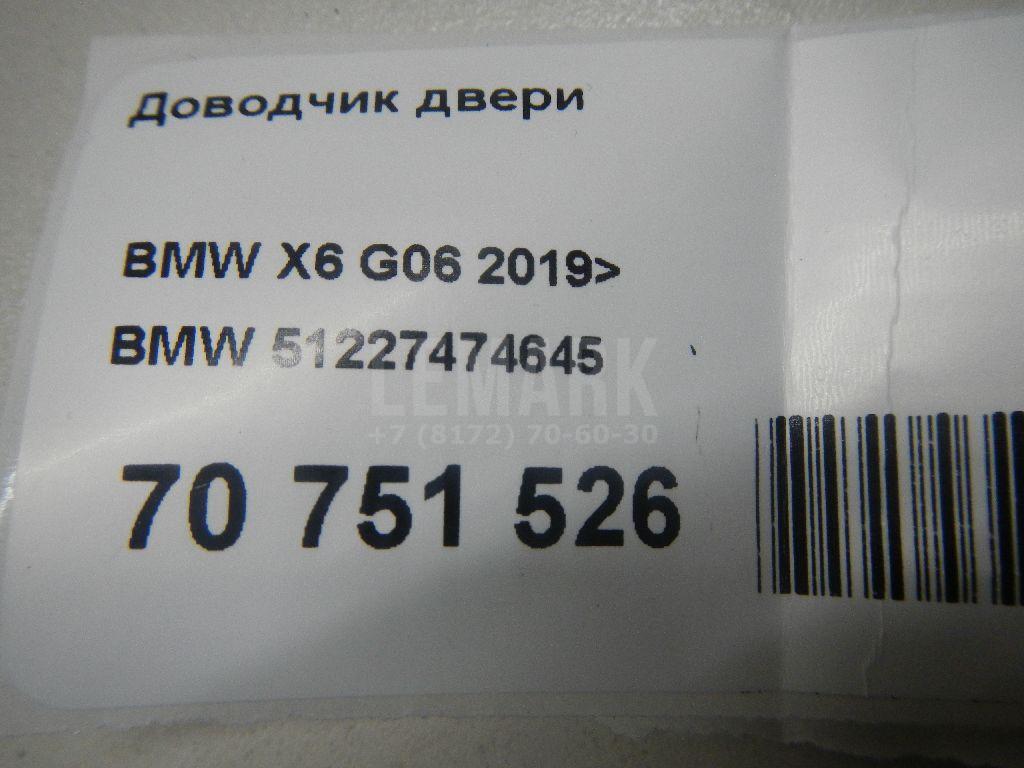 Доводчик двери
BMW X6 G06 2019>
BMW 51227474645
LEMARK
+7 (8172) 70-60-30
70 751 526